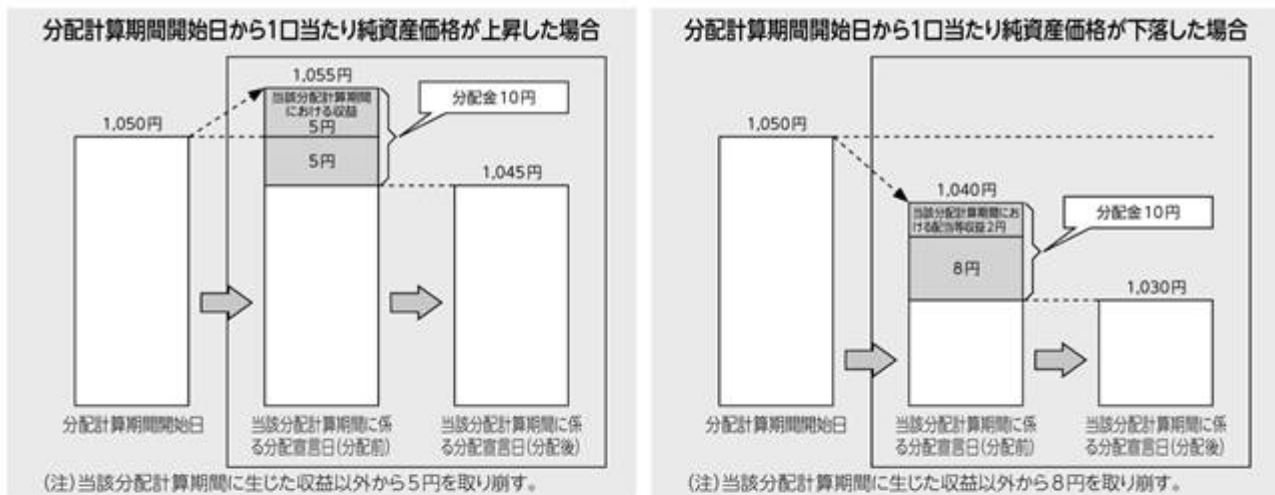 分配計算期間開始日から1口当たり純資産価格が上昇した場合
1,055円
当該分配計算期間
における収益
5円
分配金10円
1,050円
5円
1,045円
分配計算期間開始日
当該分配計算期間に係
る分配宣言日(分配前)
当該分配計算期間に係
る分配宣言日(分配後)
(注)当該分配計算期間に生じた収益以外から5円を取り崩す。
分配計算期間開始日から1口当たり純資産価格が下落した場合
1,050円
1,040円
当該分配計算期間にお
ける配当等収益2円
分配金10円
8円
1,030円
分配計算期間開始日
当該分配計算期間に係
る分配宣言日(分配前)
当該分配計算期間に係
る分配宣言日(分配後)
(注)当該分配計算期間に生じた収益以外から8円を取り崩す。